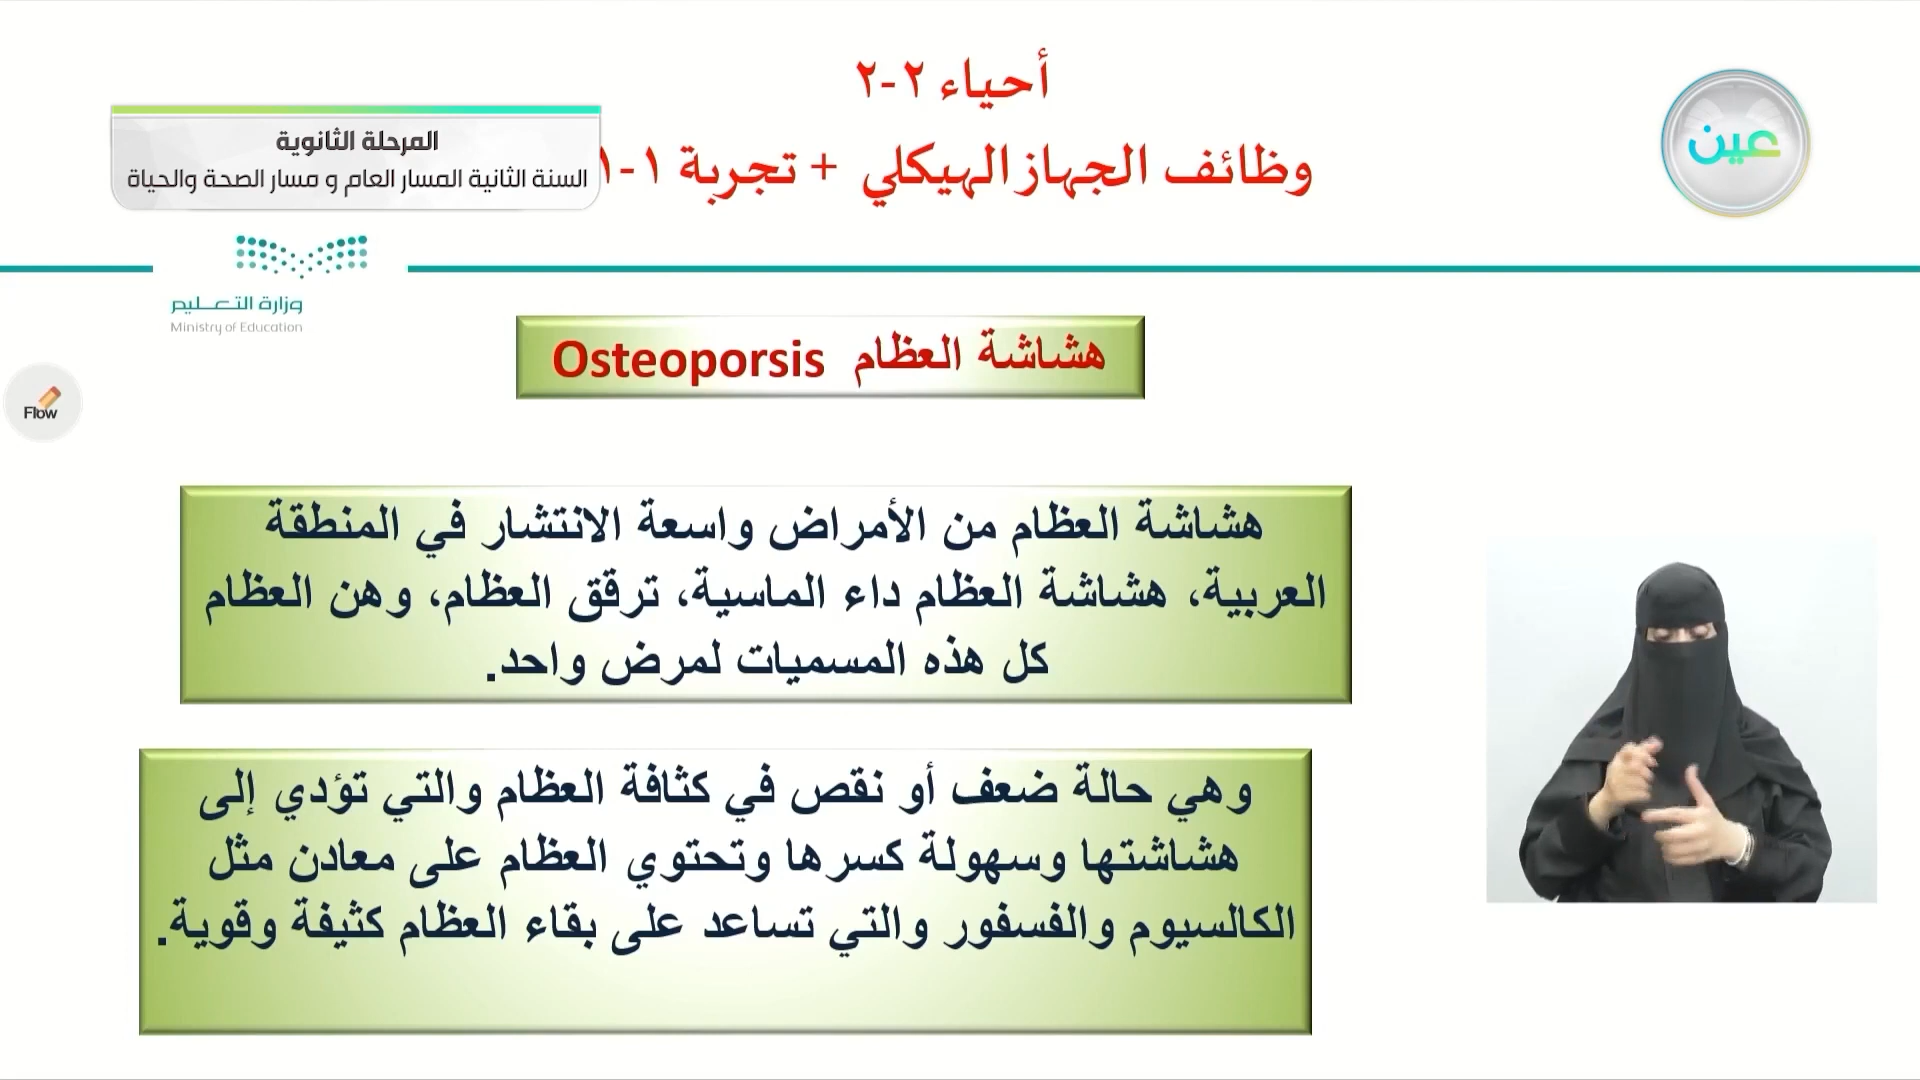 أحياء ٢-٢
وظائف الجهاز الهيكلي + تجربة ١-١
عين
المرحلة الثانوية
السنة الثانية المسار العام و مسار الصحة والحياة
وزارة التعليم
Ministry of Education
Flow
هشاشة العظام Osteoporsis
هشاشة العظام من الأمراض واسعة الانتشار في المنطقة
العربية، هشاشة العظام داء الماسية، ترقق العظام، وهن العظام
كل هذه المسميات لمرض واحد.
وهي حالة ضعف أو نقص في كثافة العظام والتي تؤدي إلى
هشاشتها وسهولة كسرها وتحتوي العظام على معادن مثل
الكالسيوم والفسفور والتي تساعد على بقاء العظام كثيفة وقوية.